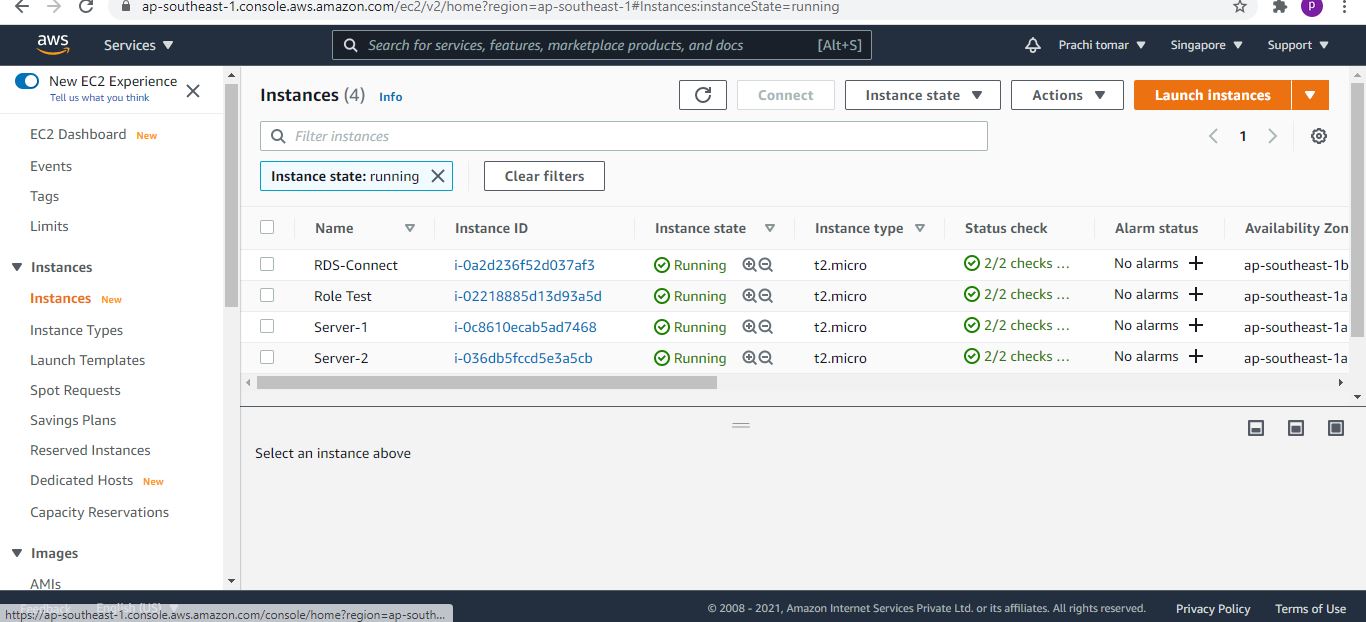 ap-southeast-1.console.aws.amazon.com/ec2/v2/home?region=ap-southeast-1#Instances:instanceState=running
P
aws Services Search for services, features, marketplace products, and docs [Alt+S] Prachi tomar Singapore Support
New EC2 Experience
Tell us what you think
EC2 Dashboard New
Events
Tags
Limits
Instances
Instances New
Instance Types
Launch Templates
Spot Requests
Savings Plans
Reserved Instances
Dedicated Hosts New
Capacity Reservations
Images
AMIs
Instances (4) Info Connect Instance state Actions Launch instances
Filter instances 1
Instance state: running Clear filters
Name Instance ID Instance state Instance type Status check Alarm status Availability Zon
RDS-Connect i-0a2d236f52d037af3 Running t2.micro 2/2 checks ... No alarms + ap-southeast-1b
Role Test i-02218885d13d93a5d Running t2.micro 2/2 checks ... No alarms + ap-southeast-1a
Server-1 i-0c8610ecab5ad7468 Running t2.micro 2/2 checks ... No alarms + ap-southeast-1a
Server-2 i-036db5fccd5e3a5cb Running t2.micro 2/2 checks ... No alarms + ap-southeast-1a
Select an instance above
Feedback English (US) © 2008 - 2021, Amazon Internet Services Private Ltd. or its affiliates. All rights reserved. Privacy Policy Terms of Use
https://ap-southeast-1.console.aws.amazon.com/console/home?region=ap-south...